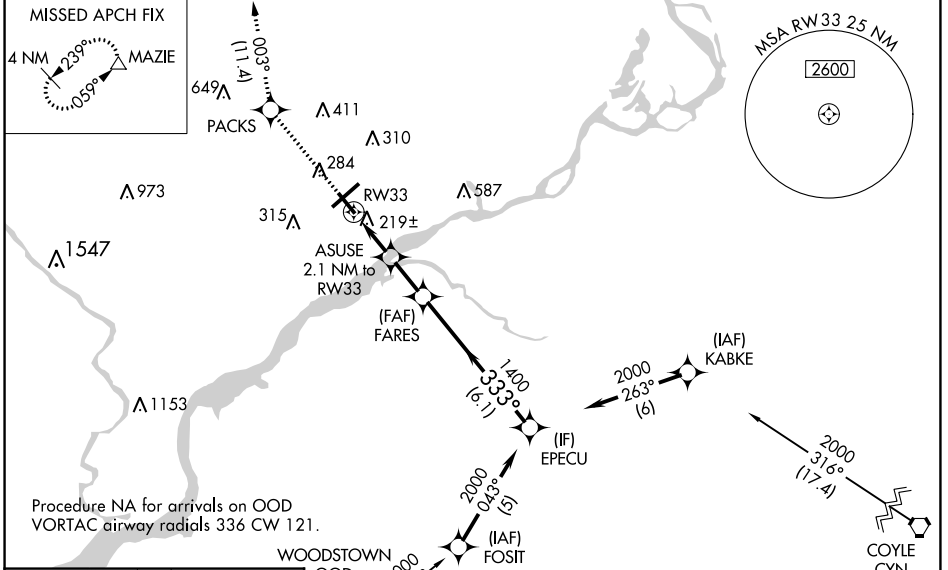 MISSED APCH FIX
4 NM
239°
MAZIE
059°
003°
(11.4)
649
PACKS
411
310
284
973
RW33
587
315
219±
1547
ASUSE
2.1 NM to
RW33
(FAF)
FARES
MSA RW33 25 NM
2600
1400
333°
(6.1)
(IAF)
KABKE
2000
263°
(6)
1153
(IF)
EPECU
2000
316°
(17.4)
2000
043°
(5)
Procedure NA for arrivals on OOD
VORTAC airway radials 336 CW 121.
(IAF)
FOSIT
WOODSTOWN
COYLE